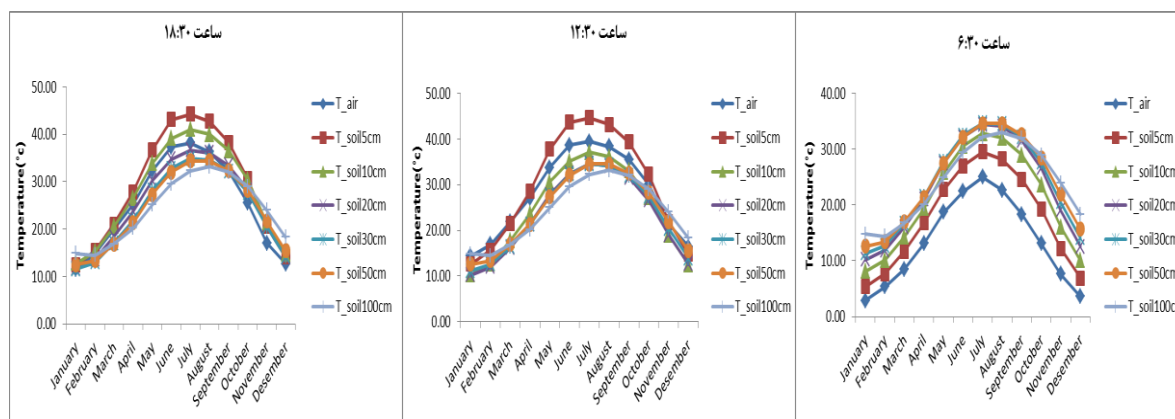 ساعت ۱۸:۳۰
50.00
40.00
30.00
20.00
10.00
0.00
Temperature(°c)
January
February
March
April
May
June
July
August
September
October
November
Desember
T_air
T_soil5cm
T_soil10cm
T_soil20cm
T_soil30cm
T_soil50cm
T_soil100cm
ساعت ۱۲:۳۰
50.00
40.00
30.00
20.00
10.00
0.00
Temperature(°c)
January
February
March
April
May
June
July
August
September
October
November
Desember
T_air
T_soil5cm
T_soil10cm
T_soil20cm
T_soil30cm
T_soil50cm
T_soil100cm
ساعت ۶:۳۰
40.00
30.00
20.00
10.00
0.00
Temperature(°c)
January
February
March
April
May
June
July
August
September
October
November
Desember
T_air
T_soil5cm
T_soil10cm
T_soil20cm
T_soil30cm
T_soil50cm
T_soil100cm